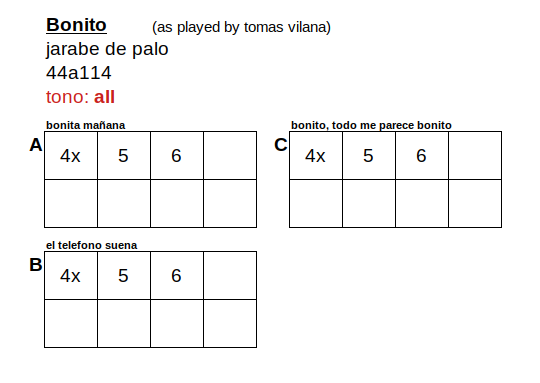 Bonito (as played by tomas vilana)
jarabe de palo
44a114
tono: all
bonita mañana
A 4x 5 6
bonito, todo me parece bonito
C 4x 5 6
el telefono suena
B 4x 5 6